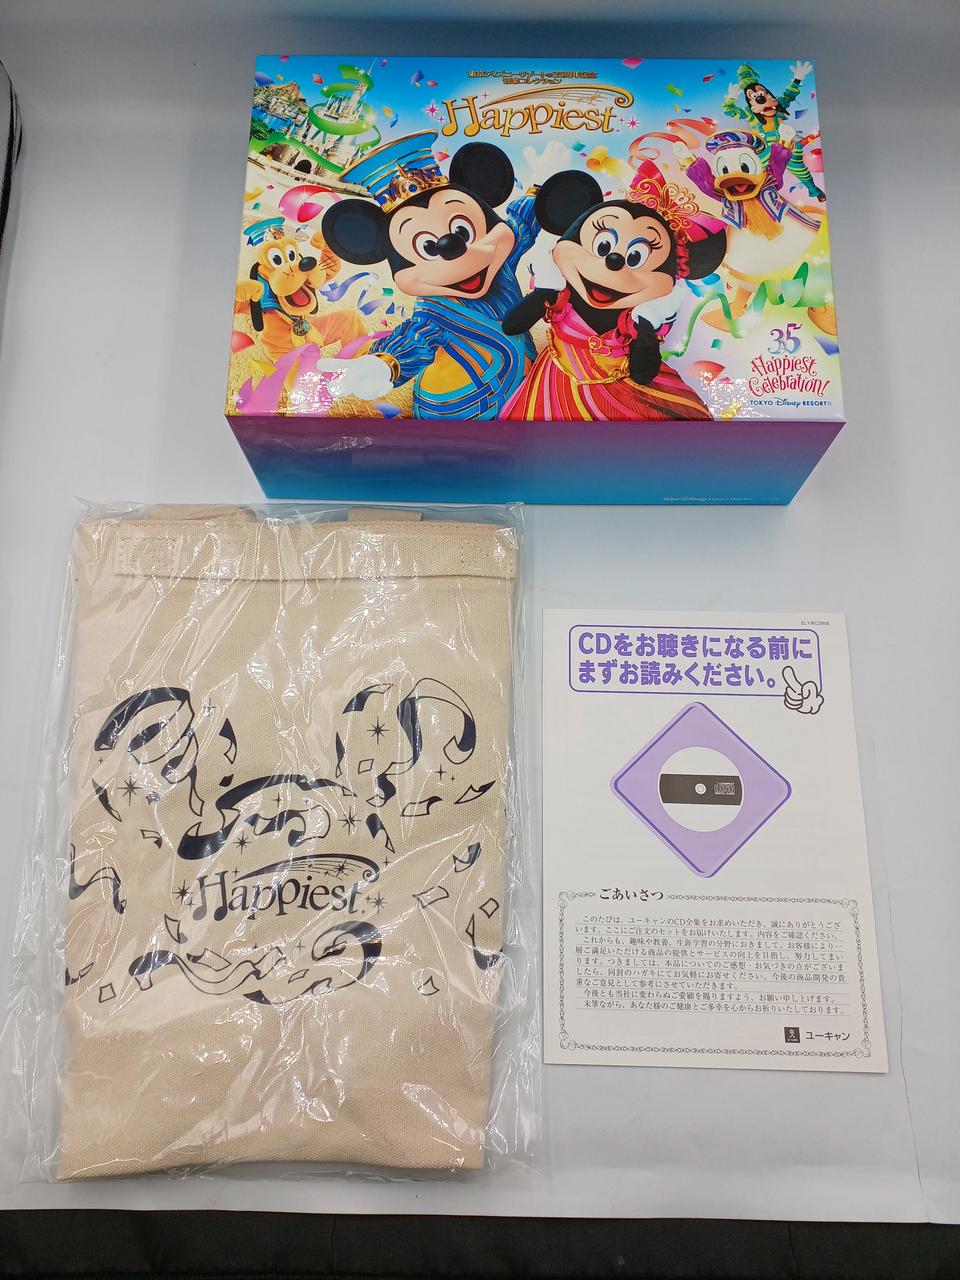 東京ディズニーリゾート®35周年記念
音楽コレクション
Happiest
35
Happiest
Celebration!
TOKYO Disney RESORT®
Happiest
ELYRCD806
CDをお聴きになる前に
まずお読みください。
ごあいさつ
このたびは、ユーキャンのCD全集をお求めいただき、誠にありがとうござ
います。ここにご注文のセットをお届けいたします。内容をご確認ください。
これからも、趣味や教養、生涯学習の分野におきまして、お客様により一
層ご満足いただける商品の提供とサービスの向上を目指し、努力してまい
ります。つきましては、本品についてのご感想・お気づきの点がございま
したら、同封のハガキにてお気軽にお寄せください。今後の商品開発の貴
重なご意見として参考にさせていただきます。
今後とも当社に変わらぬご愛顧を賜りますよう、お願い申し上げます。
末筆ながら、あなた様のご健康とご多幸を心からお祈りいたしております。
ユーキャン